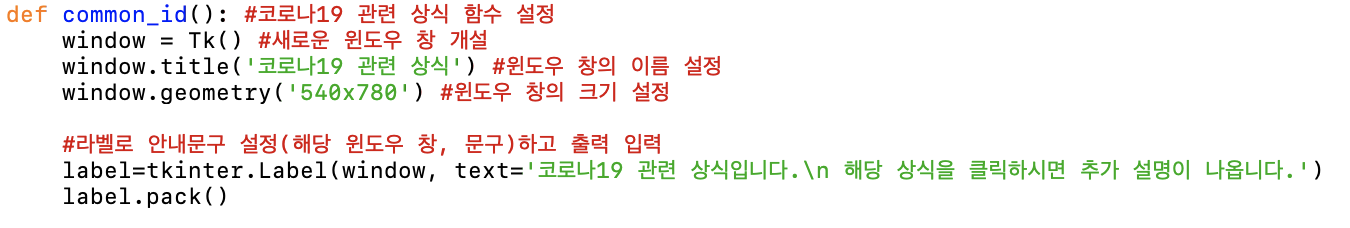 def common_id(): #코로나19 관련 상식 함수 설정
    window = Tk() #새로운 윈도우 창 개설
    window.title('코로나19 관련 상식') #윈도우 창의 이름 설정
    window.geometry('540x780') #윈도우 창의 크기 설정

    #라벨로 안내문구 설정(해당 윈도우 창, 문구)하고 출력 입력
    label=tkinter.Label(window, text='코로나19 관련 상식입니다.\n 해당 상식을 클릭하시면 추가 설명이 나옵니다.')
    label.pack()